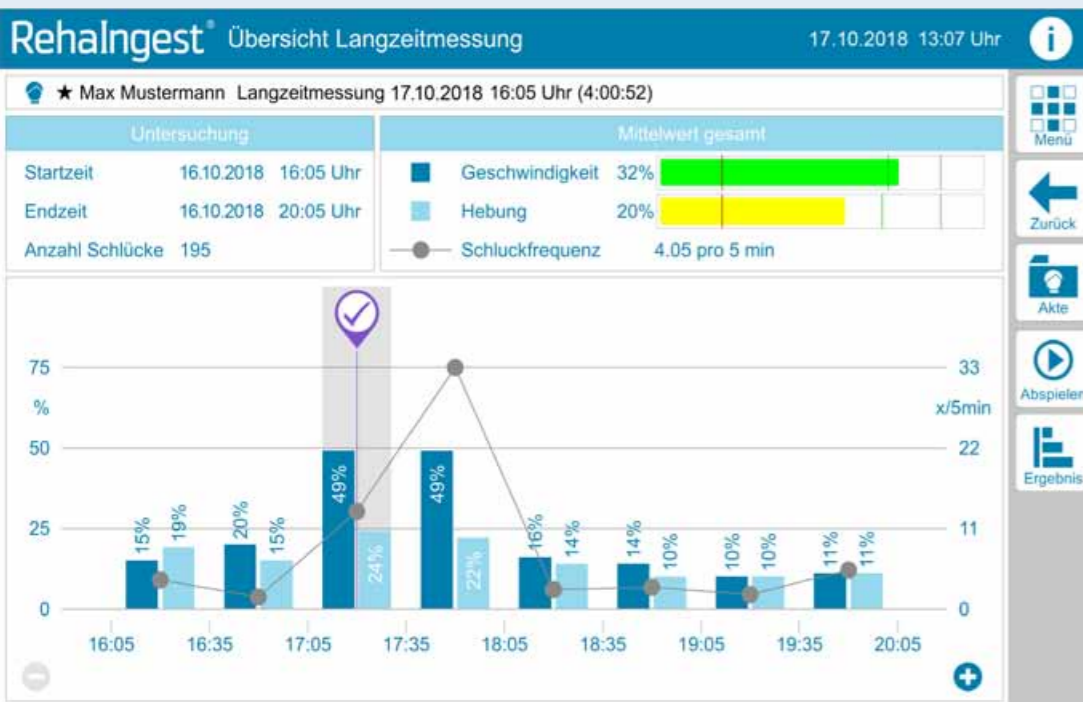 RehaIngest® Übersicht Langzeitmessung 17.10.2018 13:07 Uhr
★ Max Mustermann Langzeitmessung 17.10.2018 16:05 Uhr (4:00:52)
Untersuchung
Startzeit 16.10.2018 16:05 Uhr
Endzeit 16.10.2018 20:05 Uhr
Anzahl Schlücke 195
Mittelwert gesamt
Geschwindigkeit 32%
Hebung 20%
Schluckfrequenz 4.05 pro 5 min
75 33
% x/5min
50 22
25 11
0 0
15% 19% 20% 15% 49% 24% 49% 22% 16% 14% 14% 10% 10% 10% 11% 11%
16:05 16:35 17:05 17:35 18:05 18:35 19:05 19:35 20:05
i
Menü
Zurück
Akte
Abspielen
Ergebnis